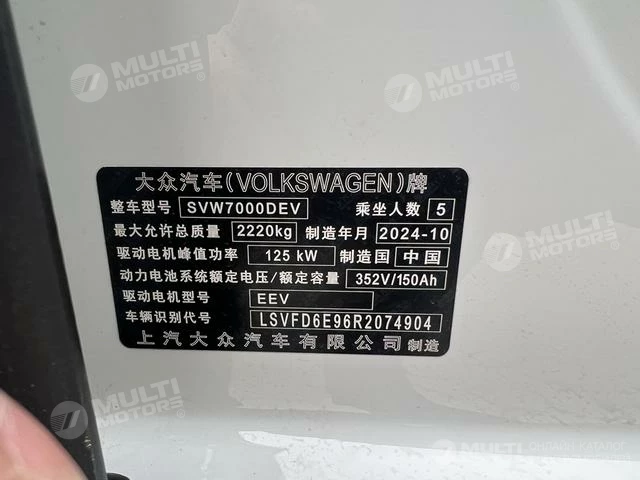 MULTI MOTORS®
MULTI MOTORS®
大众汽车(VOLKSWAGEN)牌
整车型号 SVW7000DEV 乘坐人数 5
最大允许总质量 2220kg 制造年月 2024-10
驱动电机峰值功率 125 kW 制造国 中国
动力电池系统额定电压/额定容量 352V/150Ah
驱动电机型号 EEV
车辆识别代号 LSVFD6E96R2074904
上汽大众汽车有限公司 制造
MULTI MOTORS®
MULTI